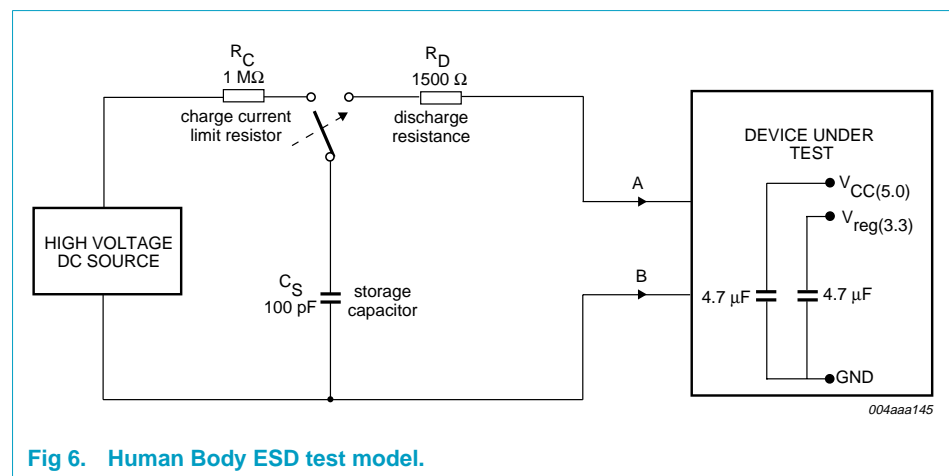 R_C
1 MΩ
charge current
limit resistor
R_D
1500 Ω
discharge
resistance
DEVICE UNDER
TEST
A
V_CC(5.0)
V_reg(3.3)
HIGH VOLTAGE
DC SOURCE
C_S
100 pF
storage
capacitor
B
4.7 μF
4.7 μF
GND
004aaa145
Fig 6. Human Body ESD test model.